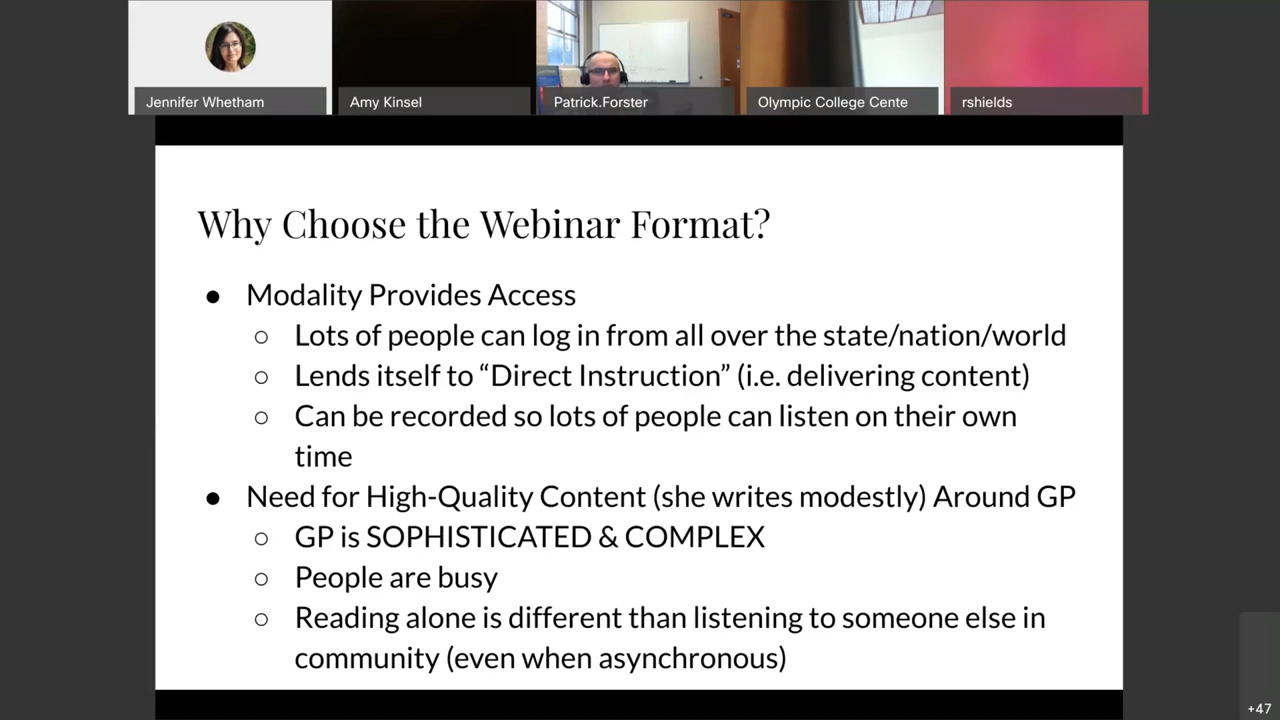 Jennifer Whetham
Amy Kinsel
Patrick.Forster
Olympic College Cente
rshields
Why Choose the Webinar Format?
● Modality Provides Access
○ Lots of people can log in from all over the state/nation/world
○ Lends itself to “Direct Instruction” (i.e. delivering content)
○ Can be recorded so lots of people can listen on their own
time
● Need for High-Quality Content (she writes modestly) Around GP
○ GP is SOPHISTICATED & COMPLEX
○ People are busy
○ Reading alone is different than listening to someone else in
community (even when asynchronous)
+47